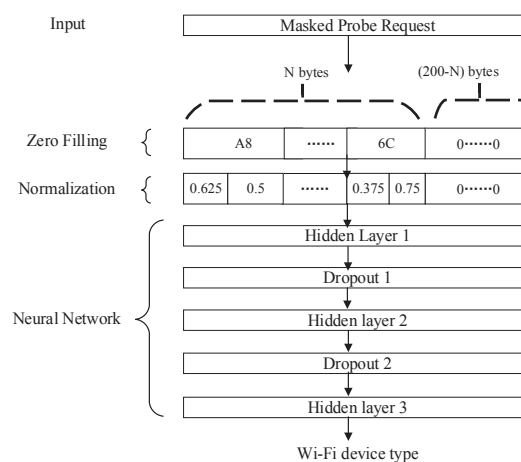 Input
Masked Probe Request
N bytes
(200-N) bytes
Zero Filling
A8 ...... 6C 0......0
Normalization
0.625 0.5 ...... 0.375 0.75 0......0
Neural Network
Hidden Layer 1
Dropout 1
Hidden layer 2
Dropout 2
Hidden layer 3
Wi-Fi device type